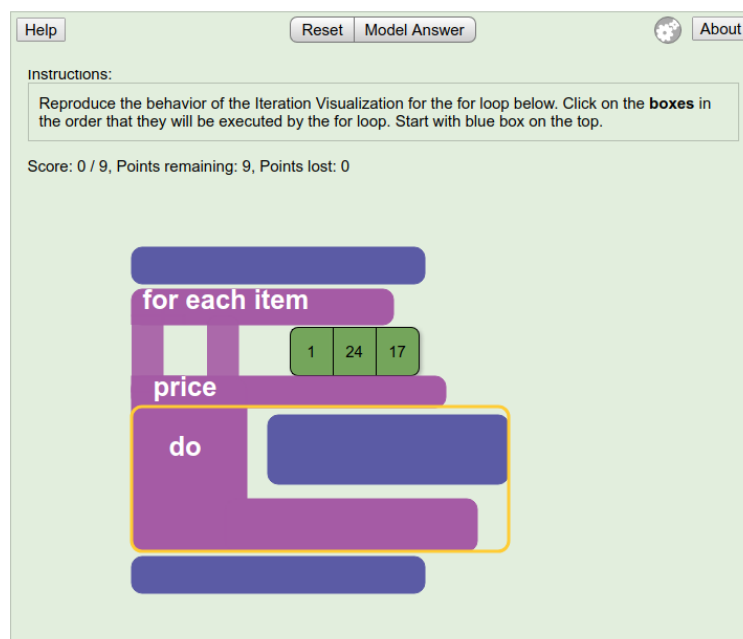 Help Reset Model Answer About
Instructions:
Reproduce the behavior of the Iteration Visualization for the for loop below. Click on the boxes in
the order that they will be executed by the for loop. Start with blue box on the top.
Score: 0 / 9, Points remaining: 9, Points lost: 0
for each item
1 24 17
price
do